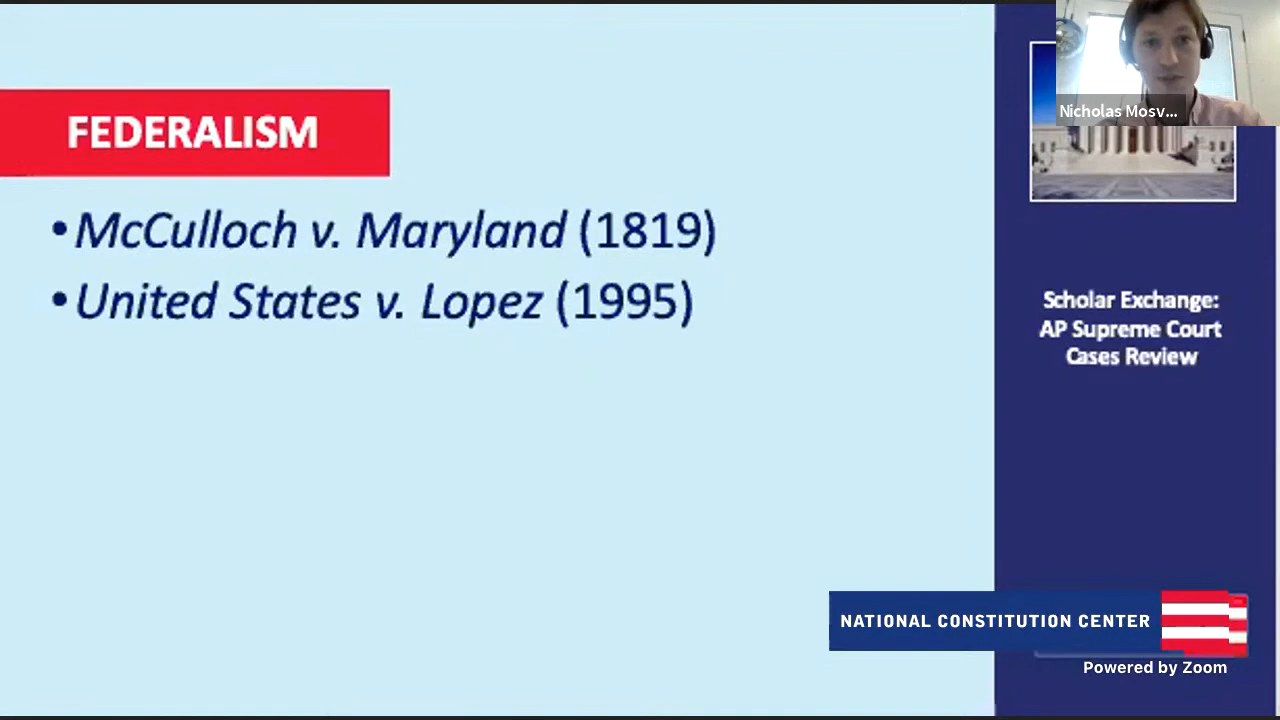 FEDERALISM
•McCulloch v. Maryland (1819)
•United States v. Lopez (1995)
Nicholas Mosv...
Scholar Exchange:
AP Supreme Court
Cases Review
NATIONAL CONSTITUTION CENTER
Powered by Zoom